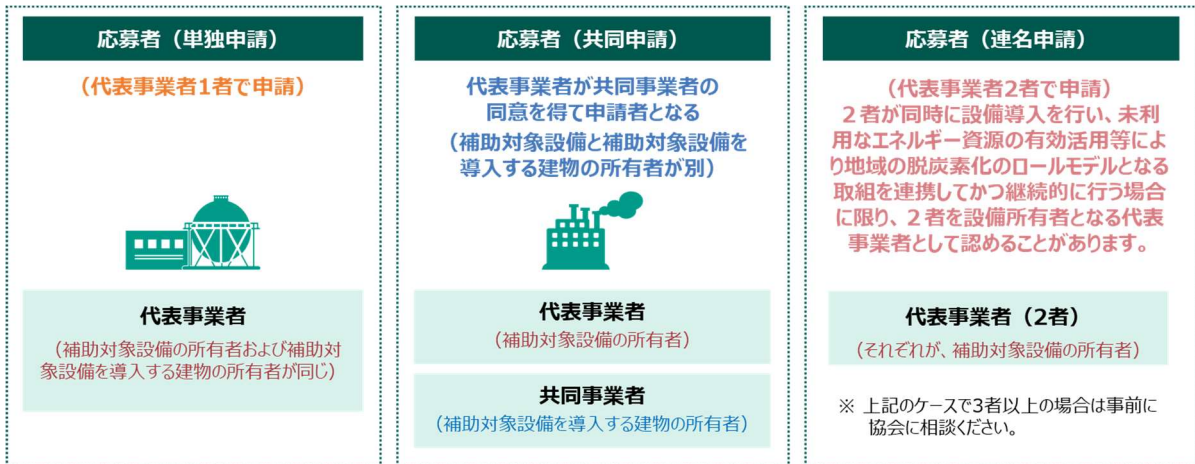 応募者（単独申請）
（代表事業者1者で申請）
代表事業者
（補助対象設備の所有者および補助対
象設備を導入する建物の所有者が同じ）
応募者（共同申請）
代表事業者が共同事業者の
同意を得て申請者となる
（補助対象設備と補助対象設備を
導入する建物の所有者が別）
代表事業者
（補助対象設備の所有者）
共同事業者
（補助対象設備を導入する建物の所有者）
応募者（連名申請）
（代表事業者2者で申請）
２者が同時に設備導入を行い、未利
用なエネルギー資源の有効活用等によ
り地域の脱炭素化のロールモデルとなる
取組を連携してかつ継続的に行う場合
に限り、２者を設備所有者となる代表
事業者として認めることがあります。
代表事業者（2者）
（それぞれが、補助対象設備の所有者）
※ 上記のケースで3者以上の場合は事前に
協会に相談ください。